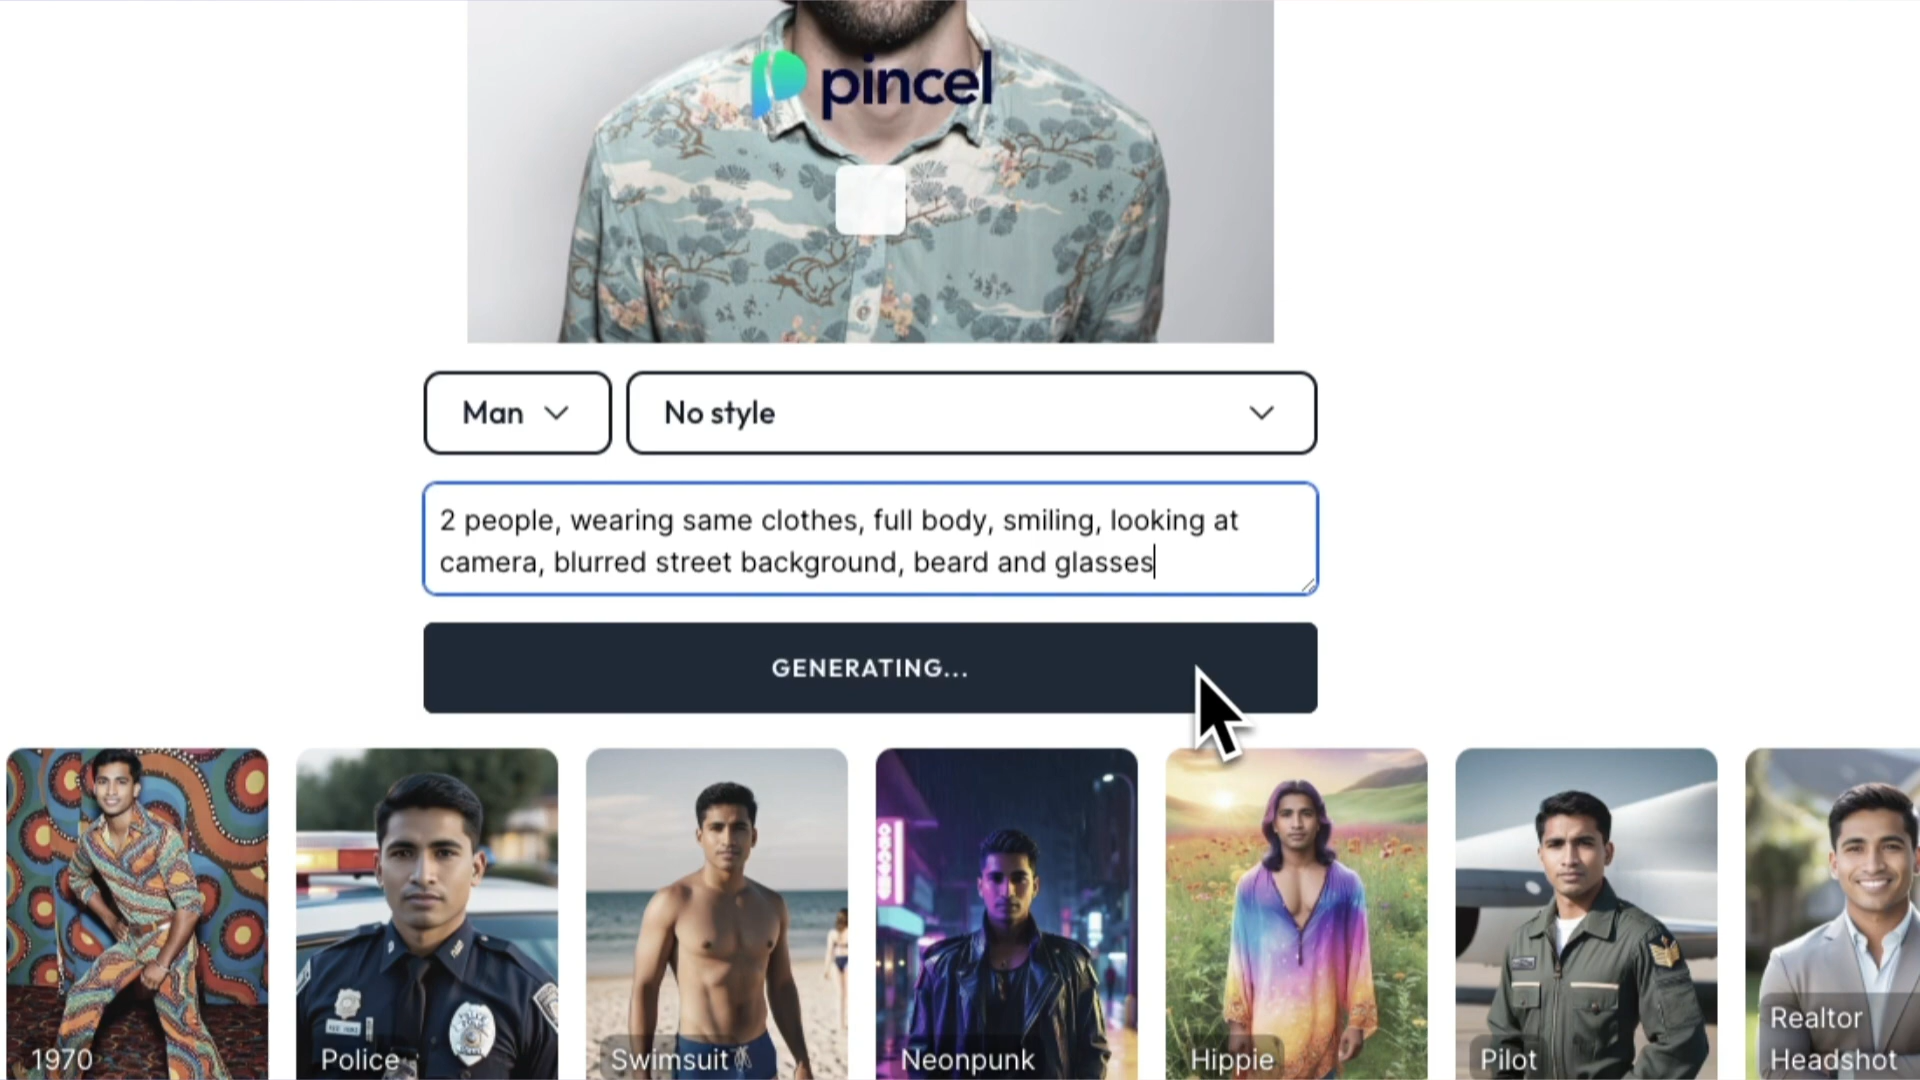 pincel
Man
No style
2 people, wearing same clothes, full body, smiling, looking at
camera, blurred street background, beard and glasses
GENERATING...
1970
Police
Swimsuit
Neonpunk
Hippie
Pilot
Realtor
Headshot